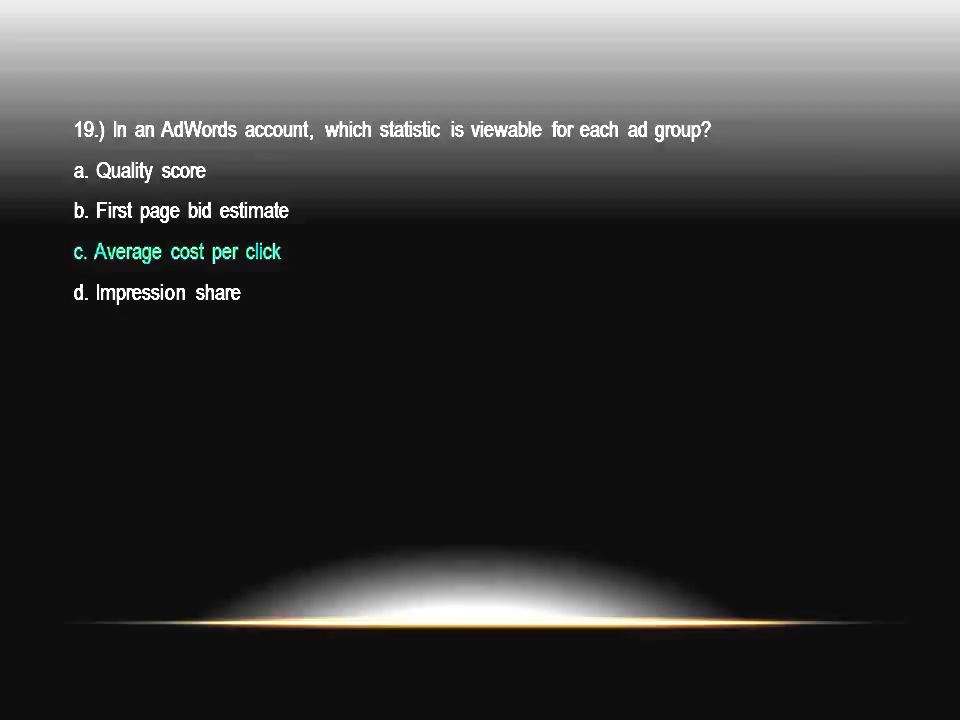 19.) In an AdWords account, which statistic is viewable for each ad group?
a. Quality score
b. First page bid estimate
c. Average cost per click
d. Impression share